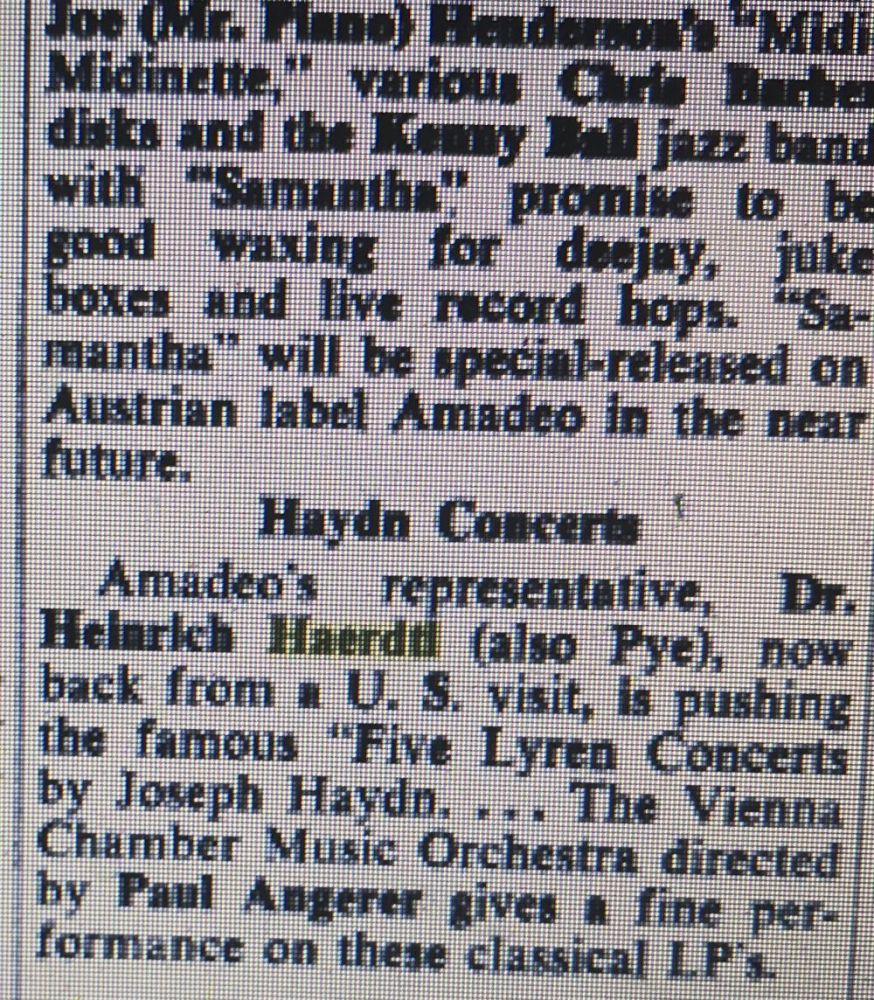 Joe (Mr. Piano) Henderson's "Midi
Midinette," various Chris Barber
disks and the Kenny Ball jazz band
with "Samantha" promise to be
good waxing for deejay, juke
boxes and live record hops. "Sa-
mantha" will be special-released on
Austrian label Amadeo in the near
future.
Haydn Concerts
Amadeo's representative, Dr.
Heinrich Haerdtl (also Pye), now
back from a U. S. visit, is pushing
the famous "Five Lyren Concerts
by Joseph Haydn. . . . The Vienna
Chamber Music Orchestra directed
by Paul Angerer gives a fine per-
formance on these classical LP's.